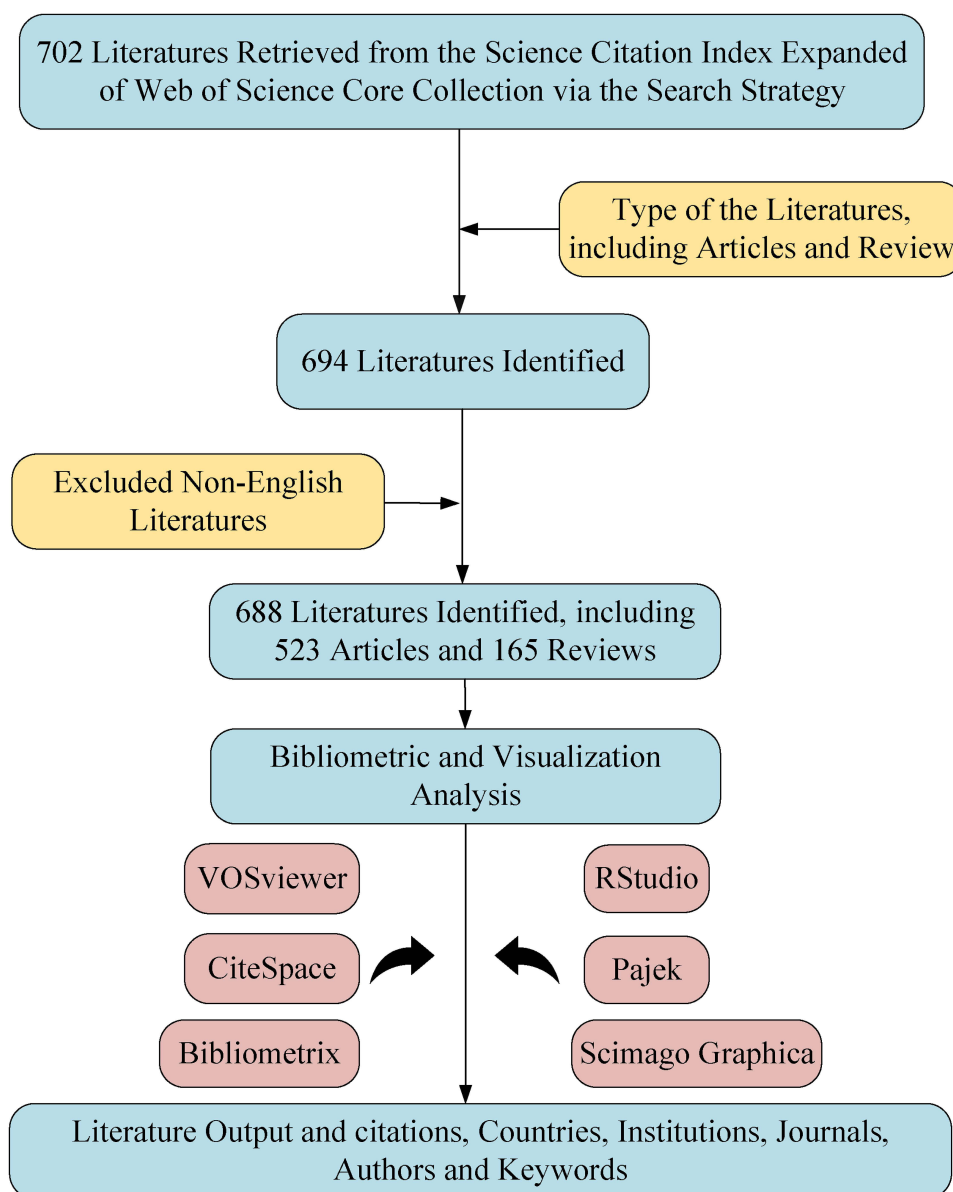 702 Literatures Retrieved from the Science Citation Index Expanded
of Web of Science Core Collection via the Search Strategy
Type of the Literatures,
including Articles and Review
694 Literatures Identified
Excluded Non-English
Literatures
688 Literatures Identified, including
523 Articles and 165 Reviews
Bibliometric and Visualization
Analysis
VOSviewer
RStudio
CiteSpace
Pajek
Bibliometrix
Scimago Graphica
Literature Output and citations, Countries, Institutions, Journals,
Authors and Keywords